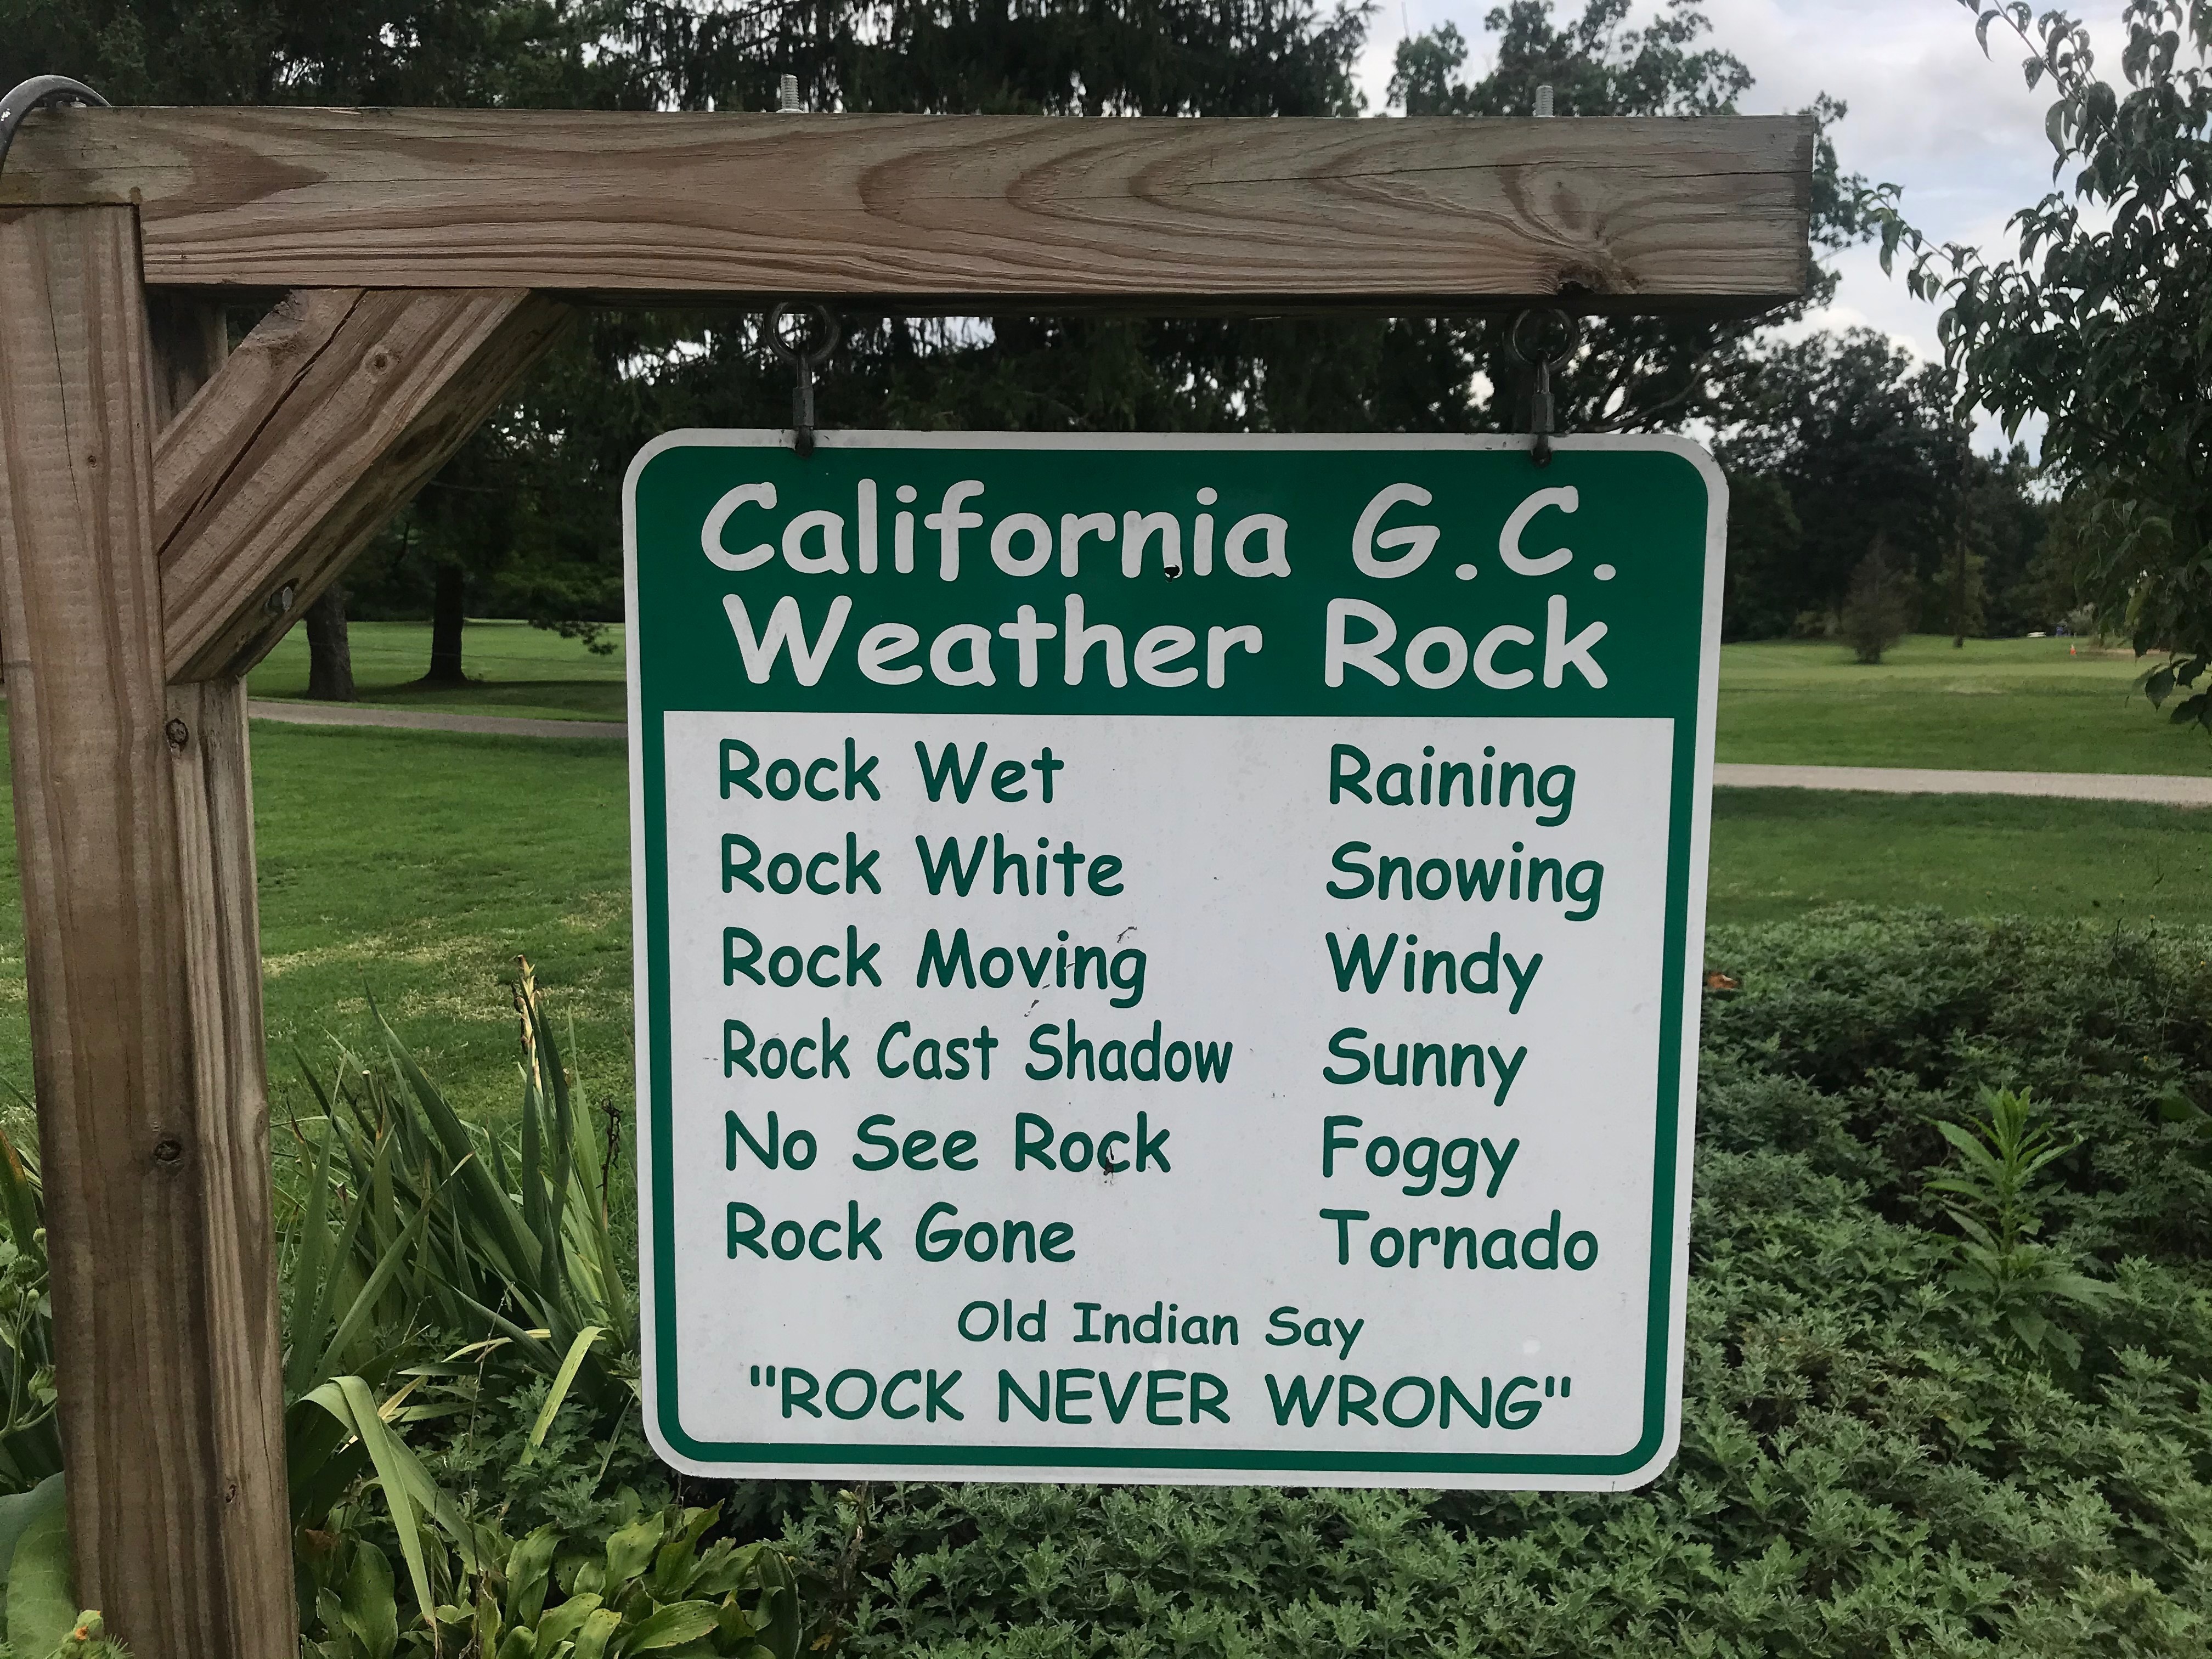 California G.C.
Weather Rock
Rock Wet Raining
Rock White Snowing
Rock Moving Windy
Rock Cast Shadow Sunny
No See Rock Foggy
Rock Gone Tornado
Old Indian Say
"ROCK NEVER WRONG"